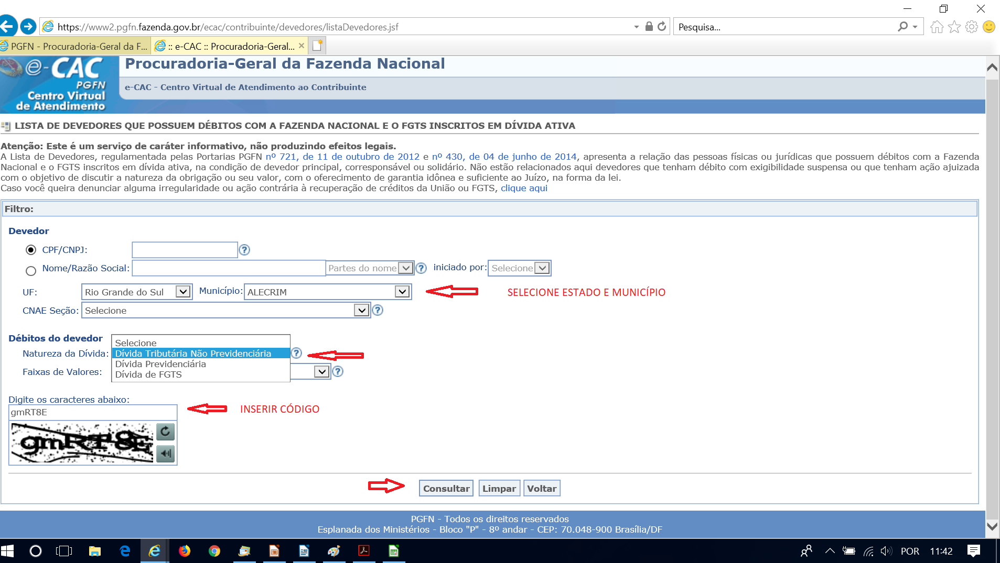 https://www2.pgfn.fazenda.gov.br/ecac/contribuinte/devedores/listaDevedores.jsf
Pesquisa...
PGFN - Procuradoria-Geral da F...
:: e-CAC :: Procuradoria-Geral...
e-CAC
PGFN
Centro Virtual
de Atendimento
Procuradoria-Geral da Fazenda Nacional
e-CAC - Centro Virtual de Atendimento ao Contribuinte
LISTA DE DEVEDORES QUE POSSUEM DÉBITOS COM A FAZENDA NACIONAL E O FGTS INSCRITOS EM DÍVIDA ATIVA
Atenção: Este é um serviço de caráter informativo, não produzindo efeitos legais.
A Lista de Devedores, regulamentada pelas Portarias PGFN nº 721, de 11 de outubro de 2012 e nº 430, de 04 de junho de 2014, apresenta a relação das pessoas físicas ou jurídicas que possuem débitos com a Fazenda
Nacional e o FGTS inscritos em dívida ativa, na condição de devedor principal, corresponsável ou solidário. Não estão relacionados aqui devedores que tenham débito com exigibilidade suspensa ou que tenham ação ajuizada
com o objetivo de discutir a natureza da obrigação ou seu valor, com o oferecimento de garantia idônea e suficiente ao Juízo, na forma da lei.
Caso você queira denunciar alguma irregularidade ou ação contrária à recuperação de créditos da União ou FGTS, clique aqui
Filtro:
Devedor
CPF/CNPJ:
Nome/Razão Social: Partes do nome iniciado por: Selecione
UF: Rio Grande do Sul Município: ALECRIM SELECIONE ESTADO E MUNICÍPIO
CNAE Seção: Selecione
Débitos do devedor
Selecione
Natureza da Dívida: Dívida Tributária Não Previdenciária
Dívida Previdenciária
Faixas de Valores: Dívida de FGTS
Digite os caracteres abaixo:
gmRT8E INSERIR CÓDIGO
gmRT8E
Consultar Limpar Voltar
PGFN - Todos os direitos reservados
Esplanada dos Ministérios - Bloco "P" - 8º andar - CEP: 70.048-900 Brasília/DF
POR 11:42